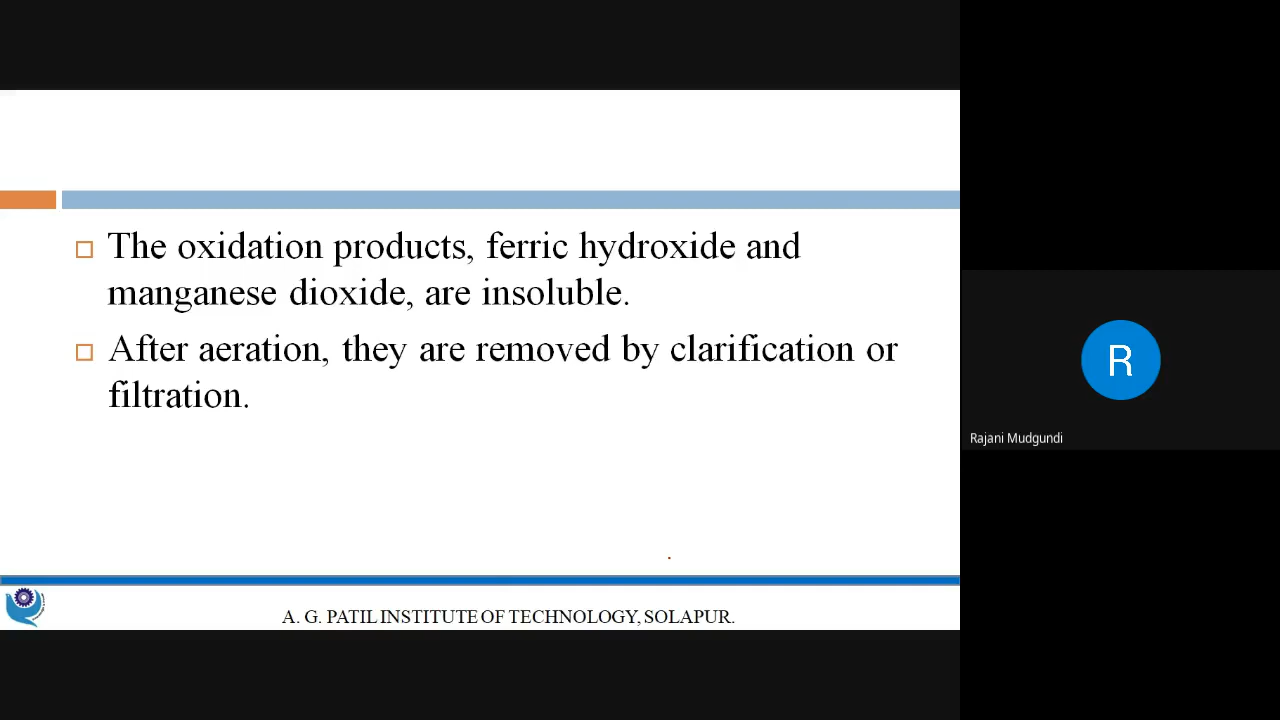 The oxidation products, ferric hydroxide and
manganese dioxide, are insoluble.
After aeration, they are removed by clarification or
filtration.
A. G. PATIL INSTITUTE OF TECHNOLOGY, SOLAPUR.
R
Rajani Mudgundi